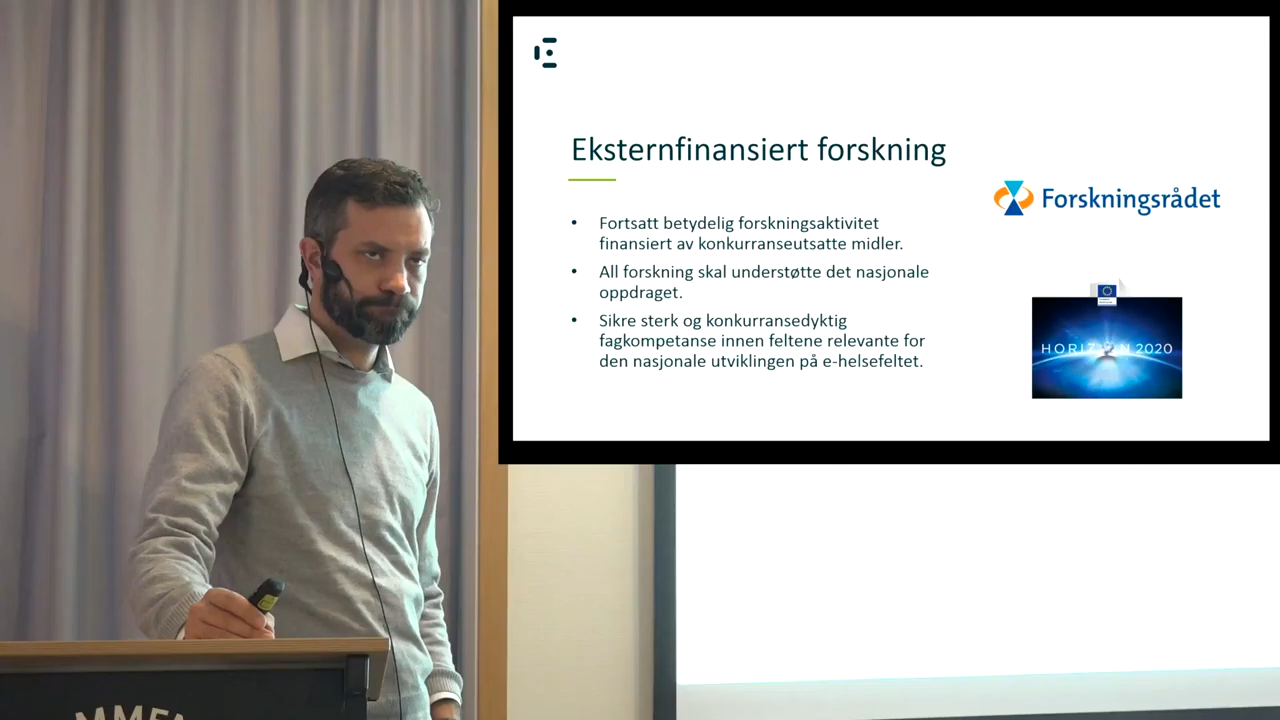 Eksternfinansiert forskning
• Fortsatt betydelig forskningsaktivitet
finansiert av konkurranseutsatte midler.
• All forskning skal understøtte det nasjonale
oppdraget.
• Sikre sterk og konkurransedyktig
fagkompetanse innen feltene relevante for
den nasjonale utviklingen på e-helsefeltet.
Forskningsrådet
HORIZON 2020